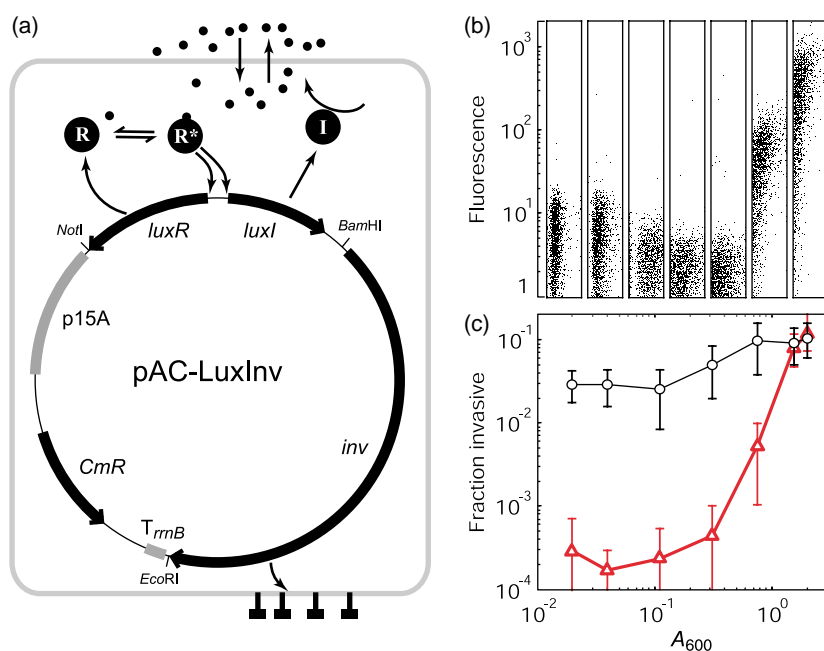 (a)
R
R*
I
luxR
luxI
NotI
BamHI
p15A
pAC-LuxInv
inv
CmR
TrrnB
EcoRI
(b)
Fluorescence
10³
10²
10¹
1
(c)
Fraction invasive
10⁻¹
10⁻²
10⁻³
10⁻⁴
10⁻² 10⁻¹ 10⁰
A₆₀₀